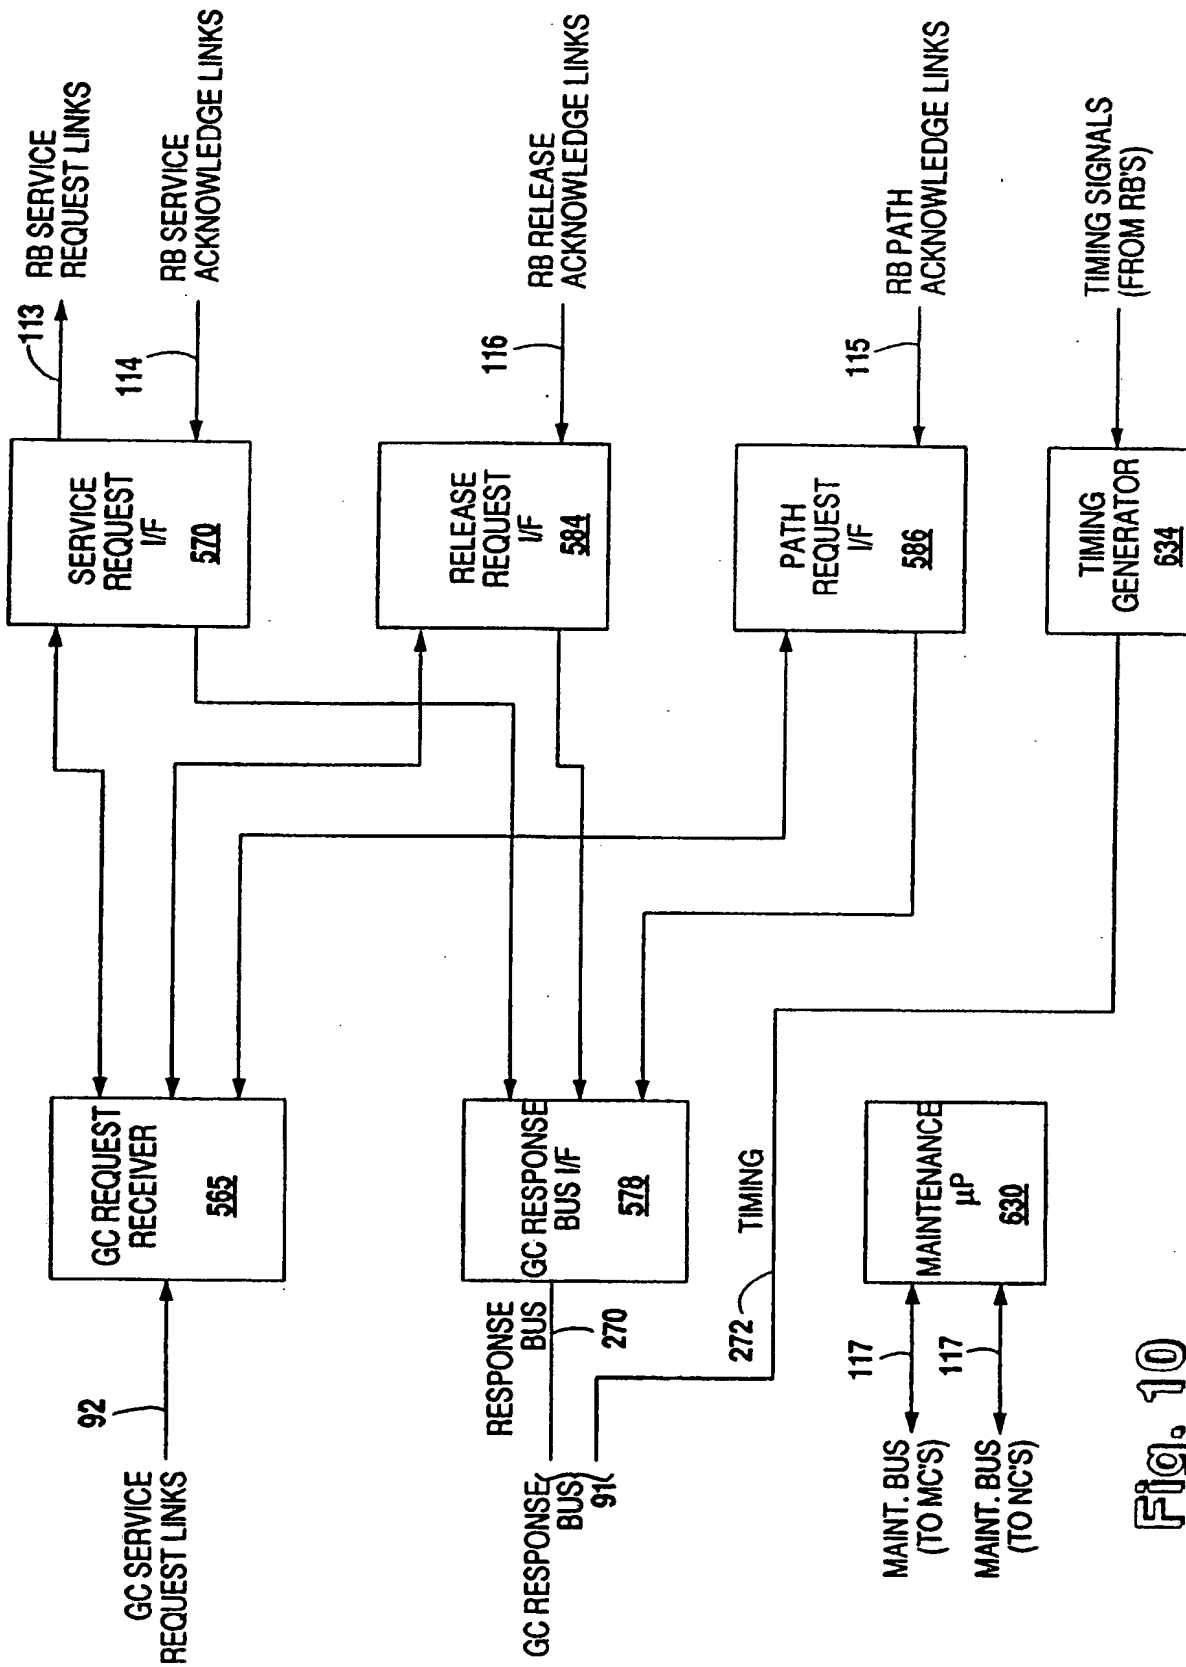 RB SERVICE
REQUEST LINKS
113
RB SERVICE
ACKNOWLEDGE LINKS
114
SERVICE
REQUEST
I/F
570
RB RELEASE
ACKNOWLEDGE LINKS
116
RELEASE
REQUEST
I/F
584
RB PATH
ACKNOWLEDGE LINKS
115
PATH
REQUEST
I/F
586
TIMING SIGNALS
(FROM RB'S)
TIMING
GENERATOR
634
GC REQUEST
RECEIVER
565
92
GC SERVICE
REQUEST LINKS
GC RESPONSE
BUS I/F
578
RESPONSE
BUS
270
GC RESPONSE
BUS
91
TIMING
272
MAINTENANCE
μP
630
117
117
MAINT. BUS
(TO MC'S)
MAINT. BUS
(TO NC'S)
Fig. 10